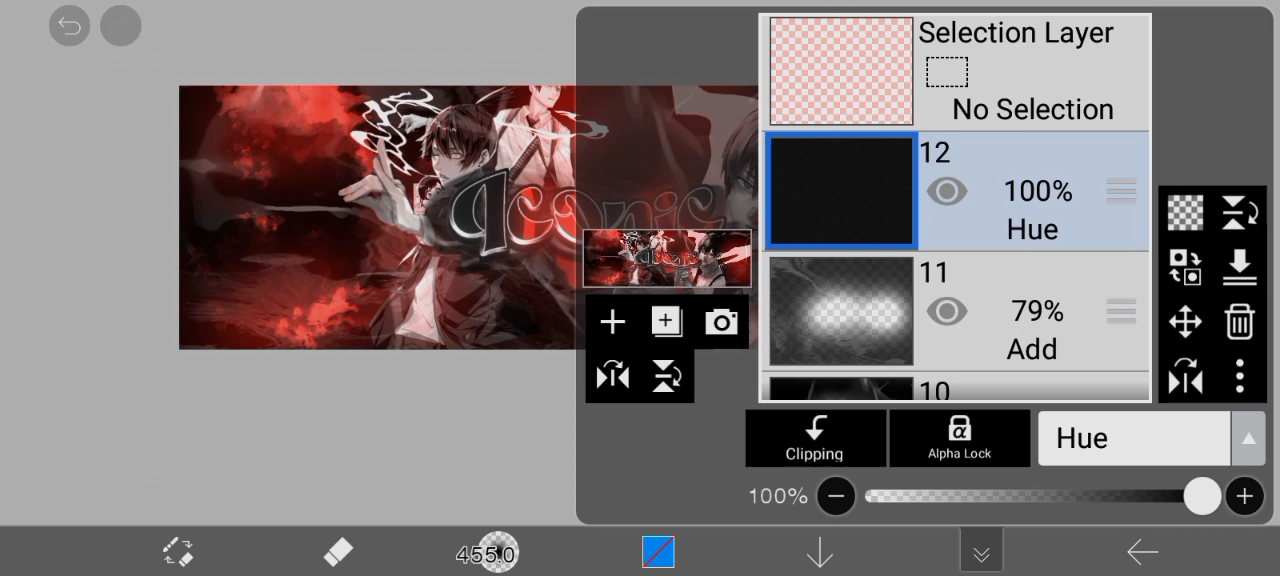 Iconic
Selection Layer
No Selection
12
100%
Hue
11
79%
Add
10
Clipping
α
Alpha Lock
Hue
100%
455.0